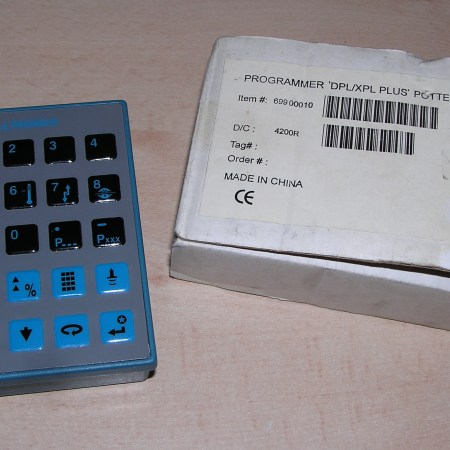 2 3 4
6 7 8
0 • P--- - Pxxx
%
PROGRAMMER 'DPL/XPL PLUS' POTTE
Item #: 69900010
D/C : 4200R
Tag# :
Order # :
MADE IN CHINA
CE